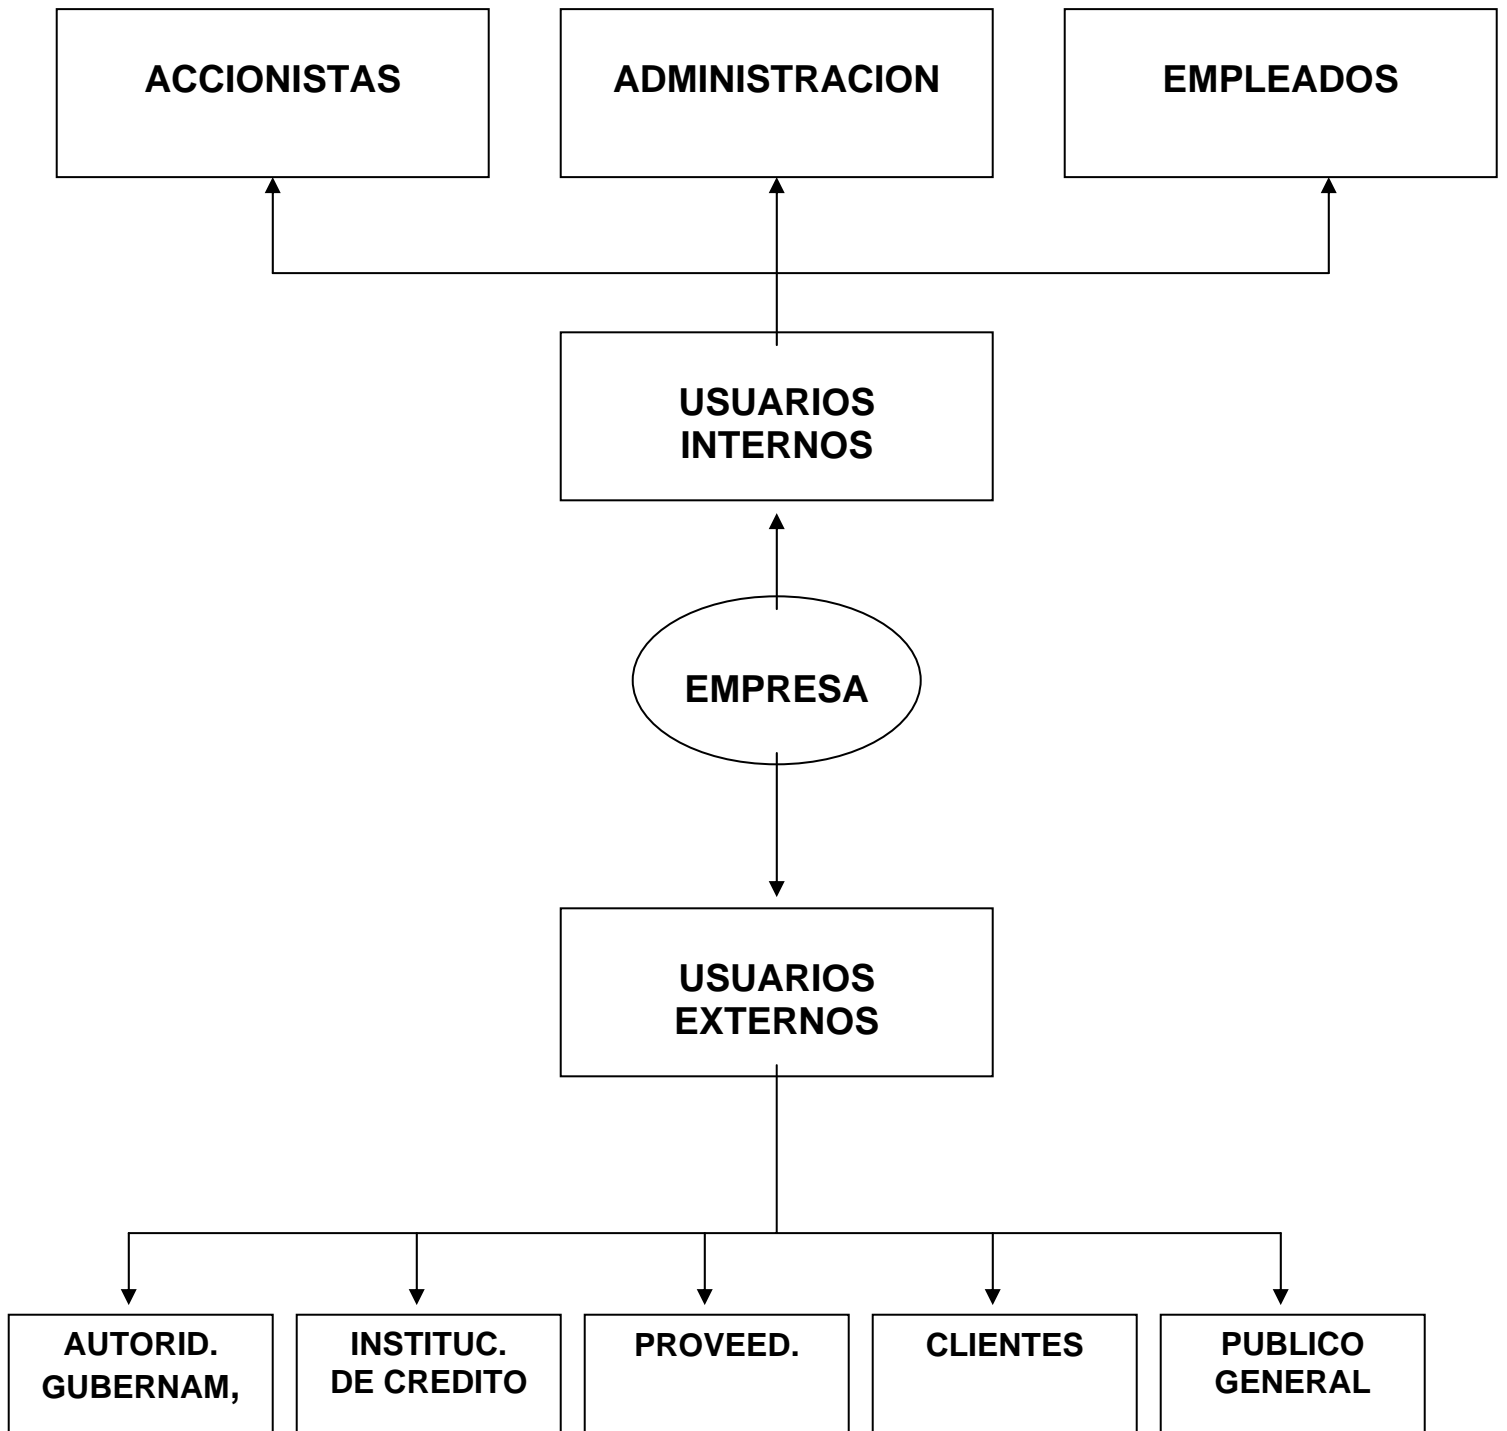 ACCIONISTAS
ADMINISTRACION
EMPLEADOS
USUARIOS
INTERNOS
EMPRESA
USUARIOS
EXTERNOS
AUTORID.
GUBERNAM,
INSTITUC.
DE CREDITO
PROVEED.
CLIENTES
PUBLICO
GENERAL